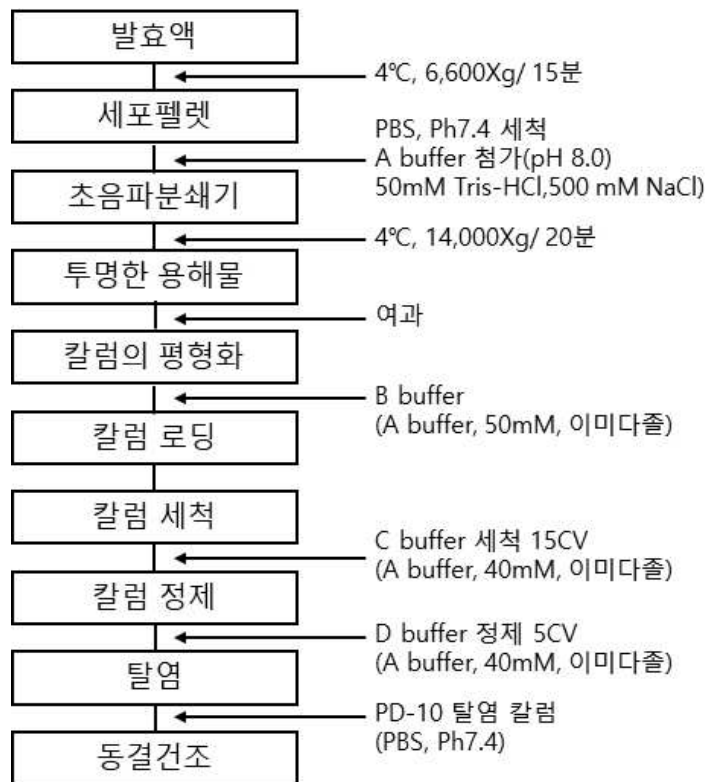 발효액
4℃, 6,600Xg/ 15분
세포펠렛
PBS, Ph7.4 세척
A buffer 첨가(pH 8.0)
50mM Tris-HCl,500 mM NaCl)
초음파분쇄기
4℃, 14,000Xg/ 20분
투명한 용해물
여과
칼럼의 평형화
B buffer
(A buffer, 50mM, 이미다졸)
칼럼 로딩
칼럼 세척
C buffer 세척 15CV
(A buffer, 40mM, 이미다졸)
칼럼 정제
D buffer 정제 5CV
(A buffer, 40mM, 이미다졸)
탈염
PD-10 탈염 칼럼
(PBS, Ph7.4)
동결건조